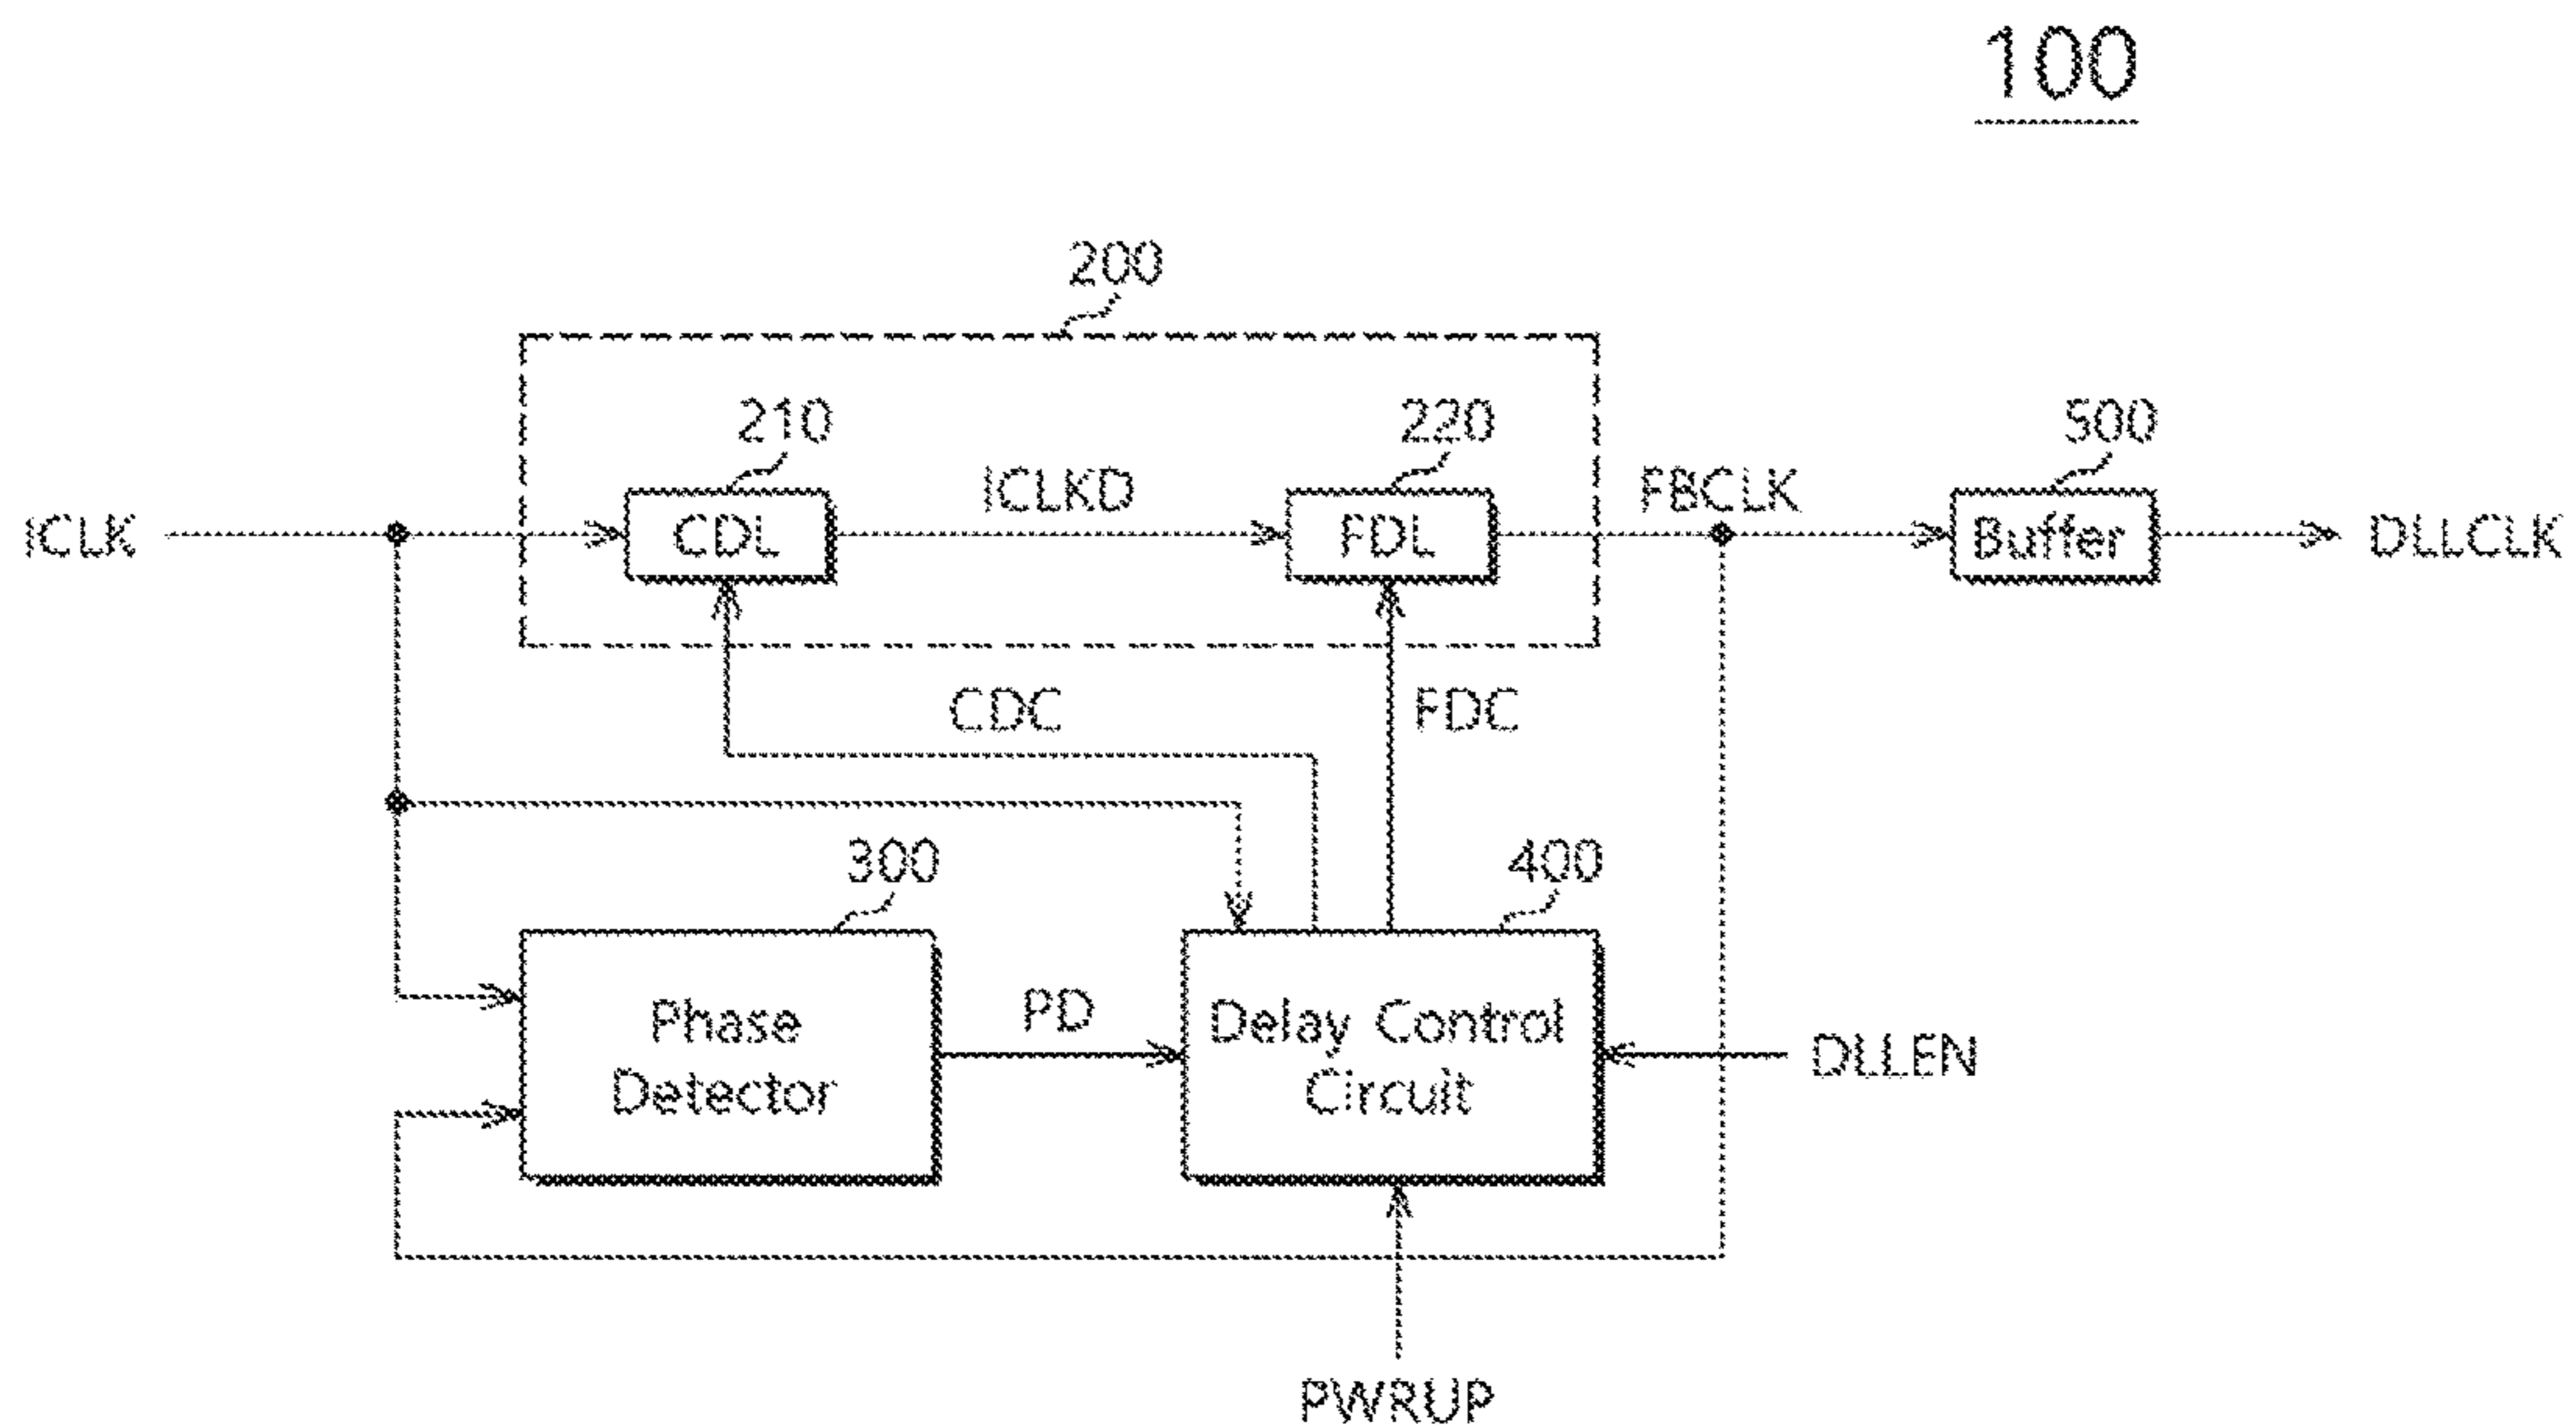 100
200
210
220
500
ICLK
CDL
ICLKD
FDL
FBCLK
Buffer
DLLCLK
CDC
FDC
300
400
Phase
Detector
PD
Delay Control
Circuit
DLLEN
PWRUP